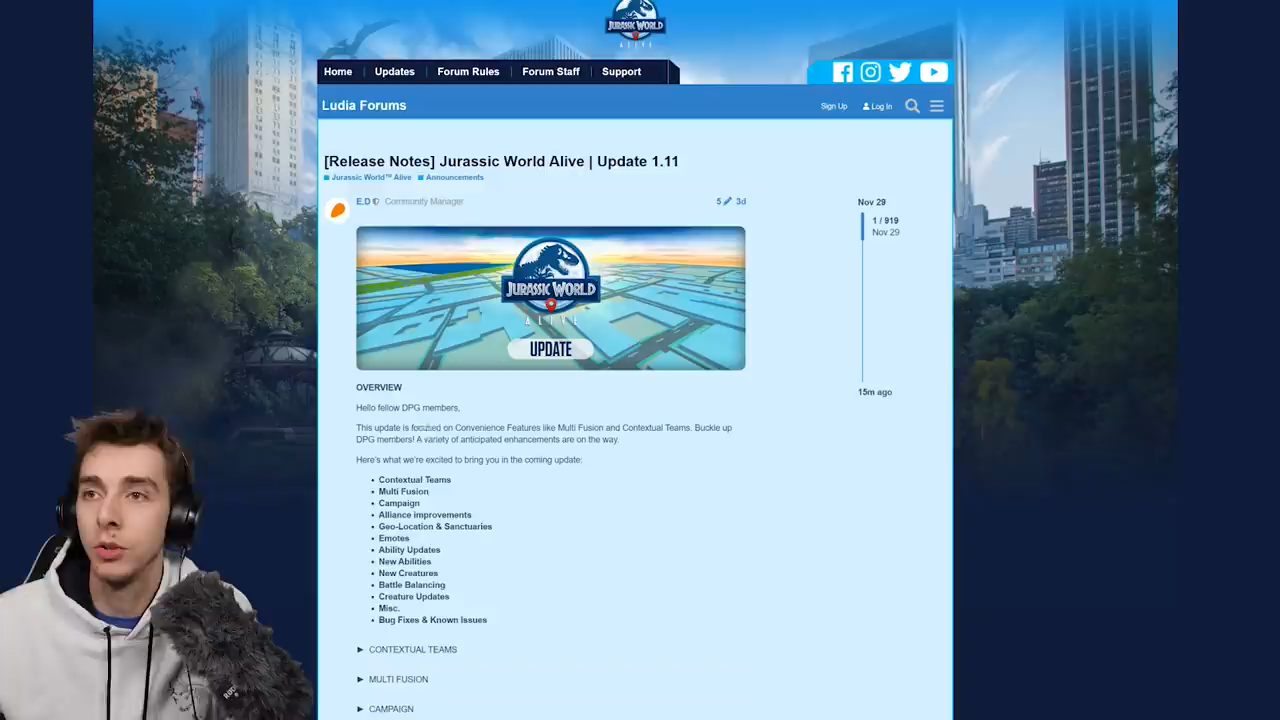 JURASSIC WORLD
ALIVE
Home
Updates
Forum Rules
Forum Staff
Support
Ludia Forums
Sign Up
Log In
[Release Notes] Jurassic World Alive | Update 1.11
Jurassic World™ Alive
Announcements
E.D
Community Manager
5
3d
Nov 29
1 / 919
Nov 29
JURASSIC WORLD
ALIVE
UPDATE
15m ago
OVERVIEW
Hello fellow DPG members,
This update is focused on Convenience Features like Multi Fusion and Contextual Teams. Buckle up
DPG members! A variety of anticipated enhancements are on the way.
Here's what we're excited to bring you in the coming update:
• Contextual Teams
• Multi Fusion
• Campaign
• Alliance improvements
• Geo-Location & Sanctuaries
• Emotes
• Ability Updates
• New Abilities
• New Creatures
• Battle Balancing
• Creature Updates
• Misc.
• Bug Fixes & Known Issues
► CONTEXTUAL TEAMS
► MULTI FUSION
► CAMPAIGN